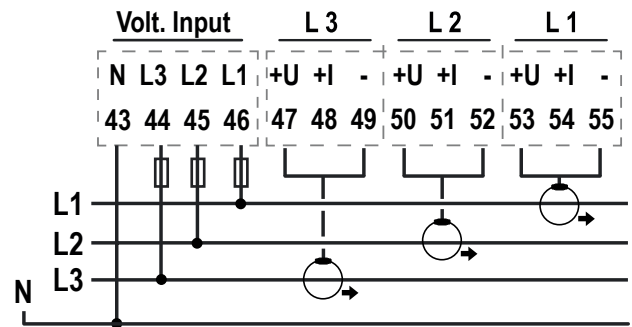 Volt. Input L 3 L 2 L 1
N L3 L2 L1 +U +I - +U +I - +U +I -
43 44 45 46 47 48 49 50 51 52 53 54 55
L1
L2
L3
N